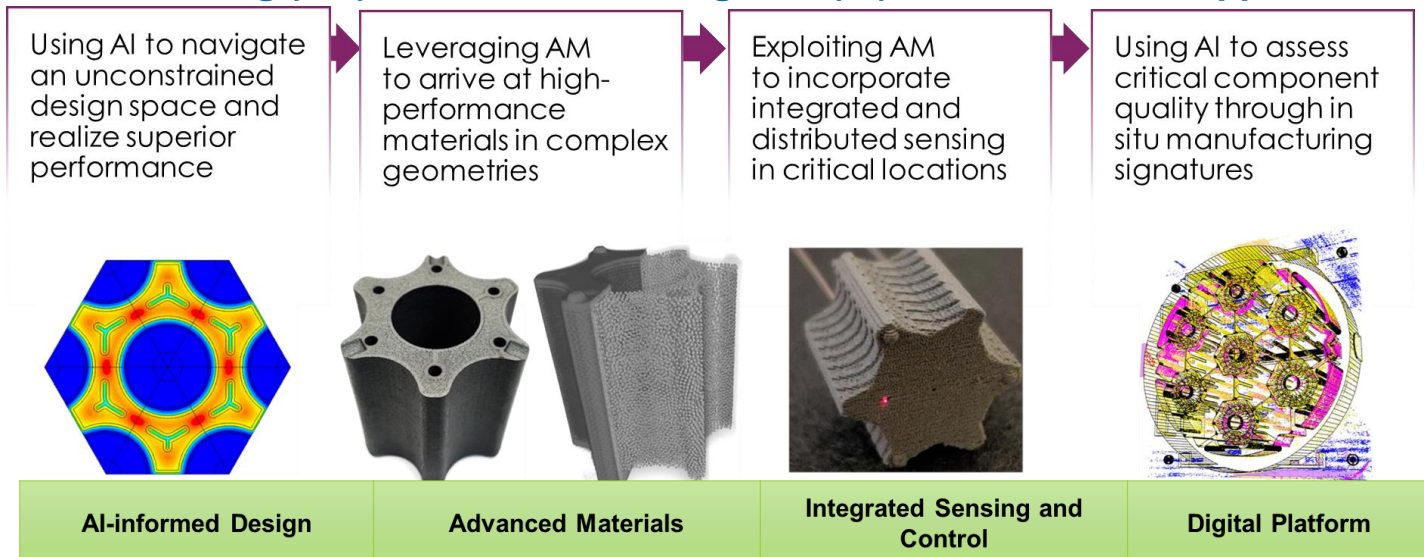 Using AI to navigate
an unconstrained
design space and
realize superior
performance
Leveraging AM
to arrive at high-
performance
materials in complex
geometries
Exploiting AM
to incorporate
integrated and
distributed sensing
in critical locations
Using AI to assess
critical component
quality through in
situ manufacturing
signatures
AI-informed Design
Advanced Materials
Integrated Sensing and
Control
Digital Platform